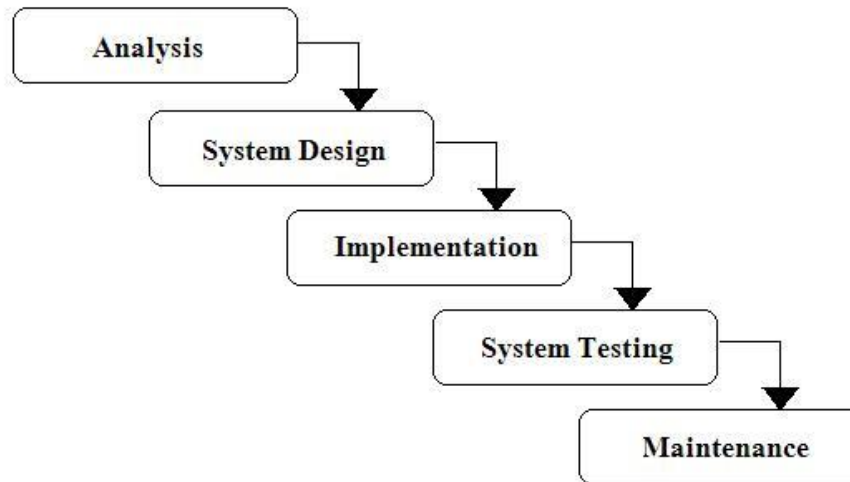 Analysis
System Design
Implementation
System Testing
Maintenance